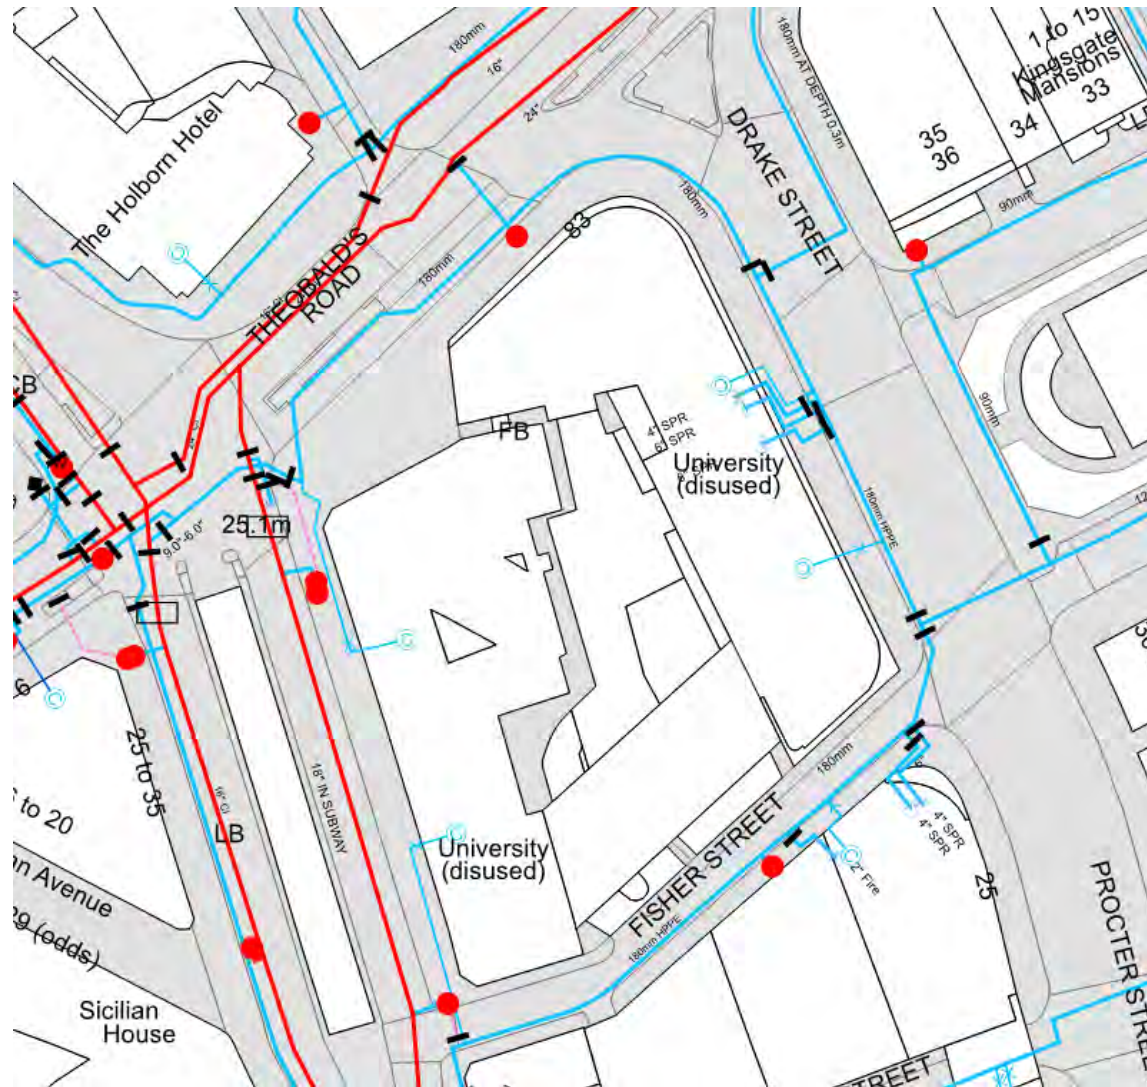 180mm
16"
24"
180mm AT DEPTH 0.3m
1 to 15
Kingsgate
Mansions
33
34
35
36
The Holborn Hotel
DRAKE STREET
180mm
90mm
83
THEOBALD'S
ROAD
180mm
CB
24" CI
FB
4" SPR
6" SPR
University
(disused)
90mm
180mm HPPE
25.1m
9.0"-6.0"
6
25 to 35
18" IN SUBWAY
to 20
LB
University
(disused)
180mm
FISHER STREET
180mm HPPE
4" SPR
4" SPR
2" Fire
25
PROCTER
Avenue
(odds)
Sicilian
House
STREET